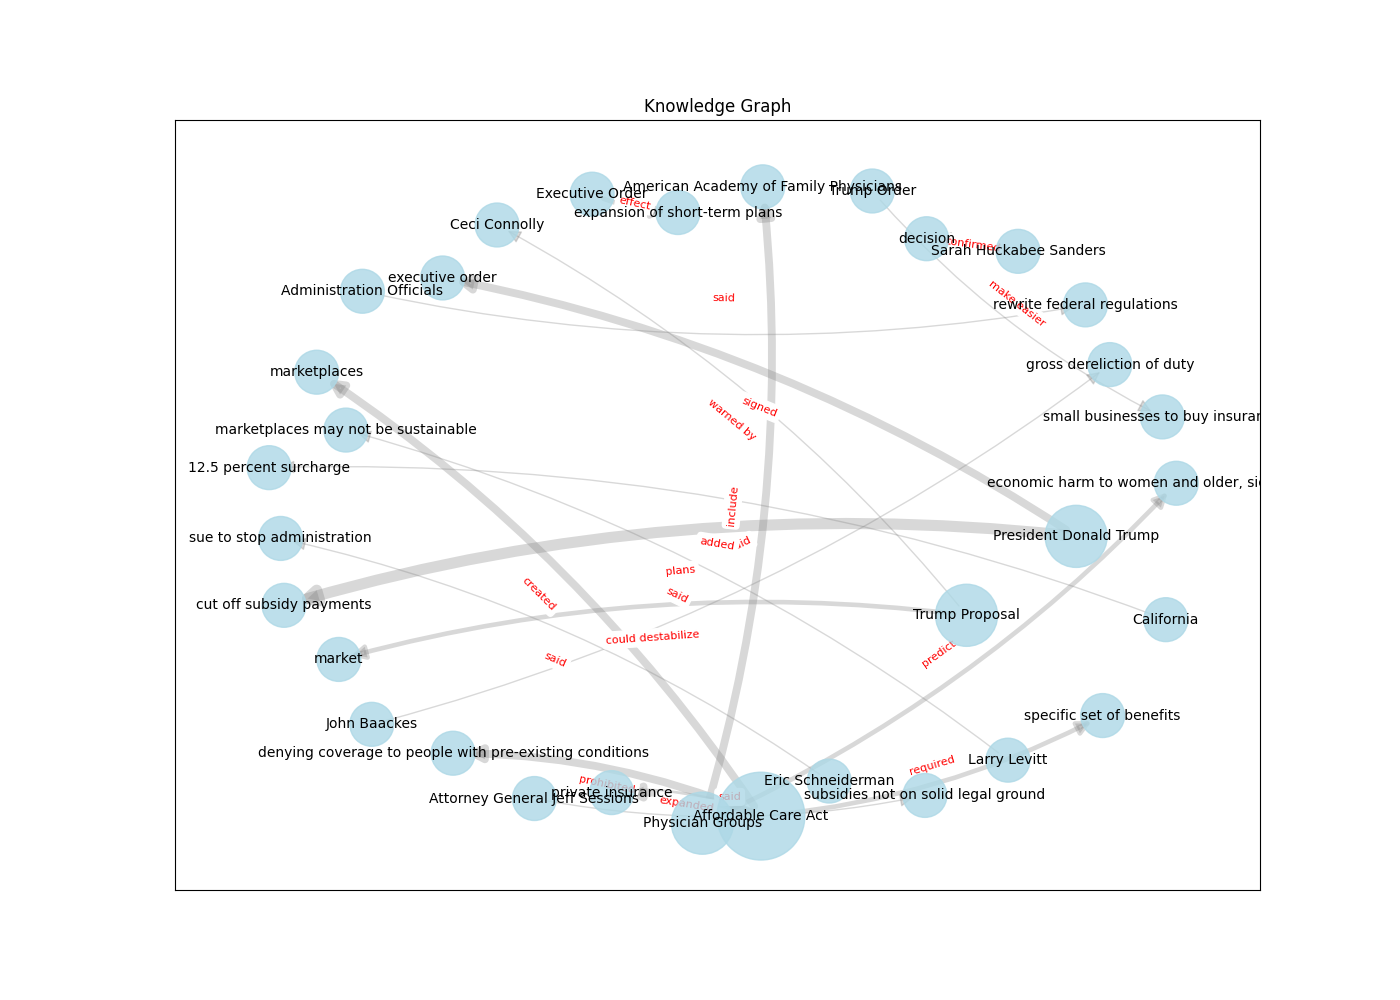 Knowledge Graph
American Academy of Family Physicians
Trump Order
Executive Order
effect
expansion of short-term plans
Ceci Connolly
decision
confirmed
Sarah Huckabee Sanders
executive order
Administration Officials
make easier
rewrite federal regulations
said
gross dereliction of duty
marketplaces
signed
warned by
small businesses to buy insuran
marketplaces may not be sustainable
12.5 percent surcharge
economic harm to women and older, sic
include
sue to stop administration
President Donald Trump
added
plans
said
created
cut off subsidy payments
Trump Proposal
California
could destabilize
market
said
predict
specific set of benefits
John Baackes
denying coverage to people with pre-existing conditions
Larry Levitt
required
prohibited
Eric Schneiderman
private insurance
Attorney General Jeff Sessions
expanded
said
subsidies not on solid legal ground
Affordable Care Act
Physician Groups